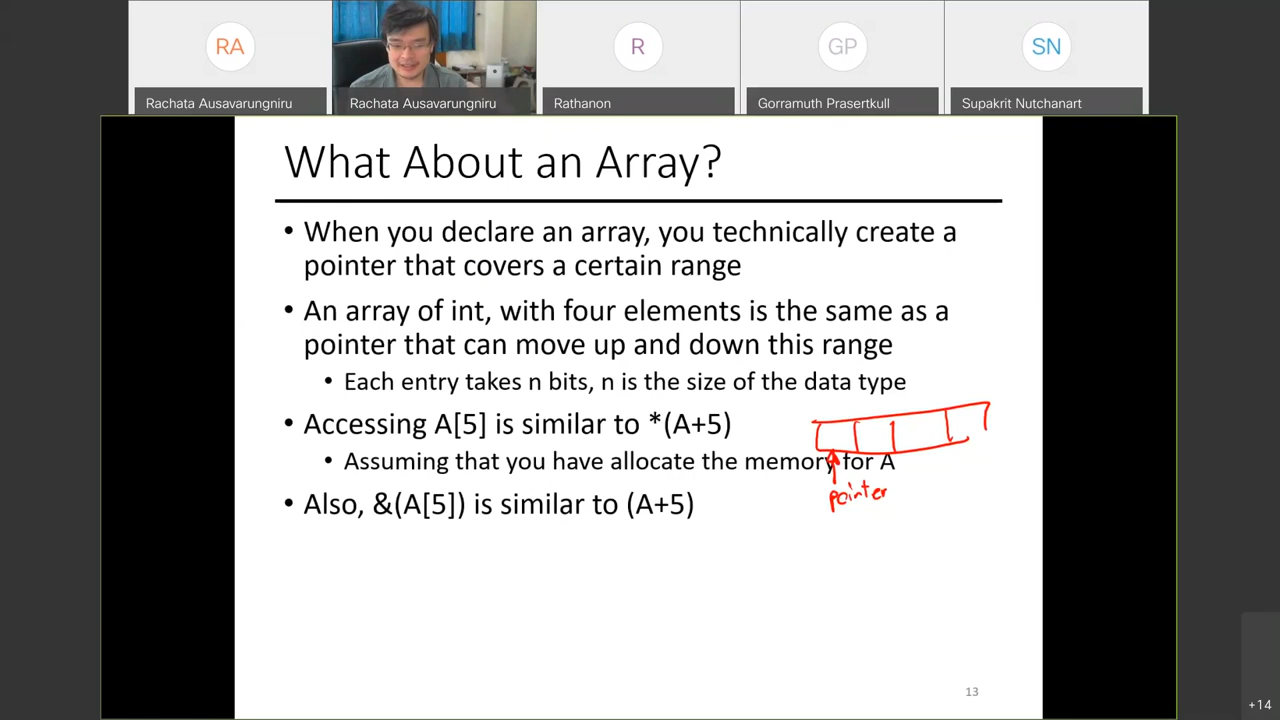 RA
R
GP
SN
Rachata Ausavarungniru
Rachata Ausavarungniru
Rathanon
Gorramuth Prasertkull
Supakrit Nutchanart
What About an Array?
• When you declare an array, you technically create a
pointer that covers a certain range
• An array of int, with four elements is the same as a
pointer that can move up and down this range
• Each entry takes n bits, n is the size of the data type
• Accessing A[5] is similar to *(A+5)
• Assuming that you have allocate the memory for A
pointer
• Also, &(A[5]) is similar to (A+5)
13
+14